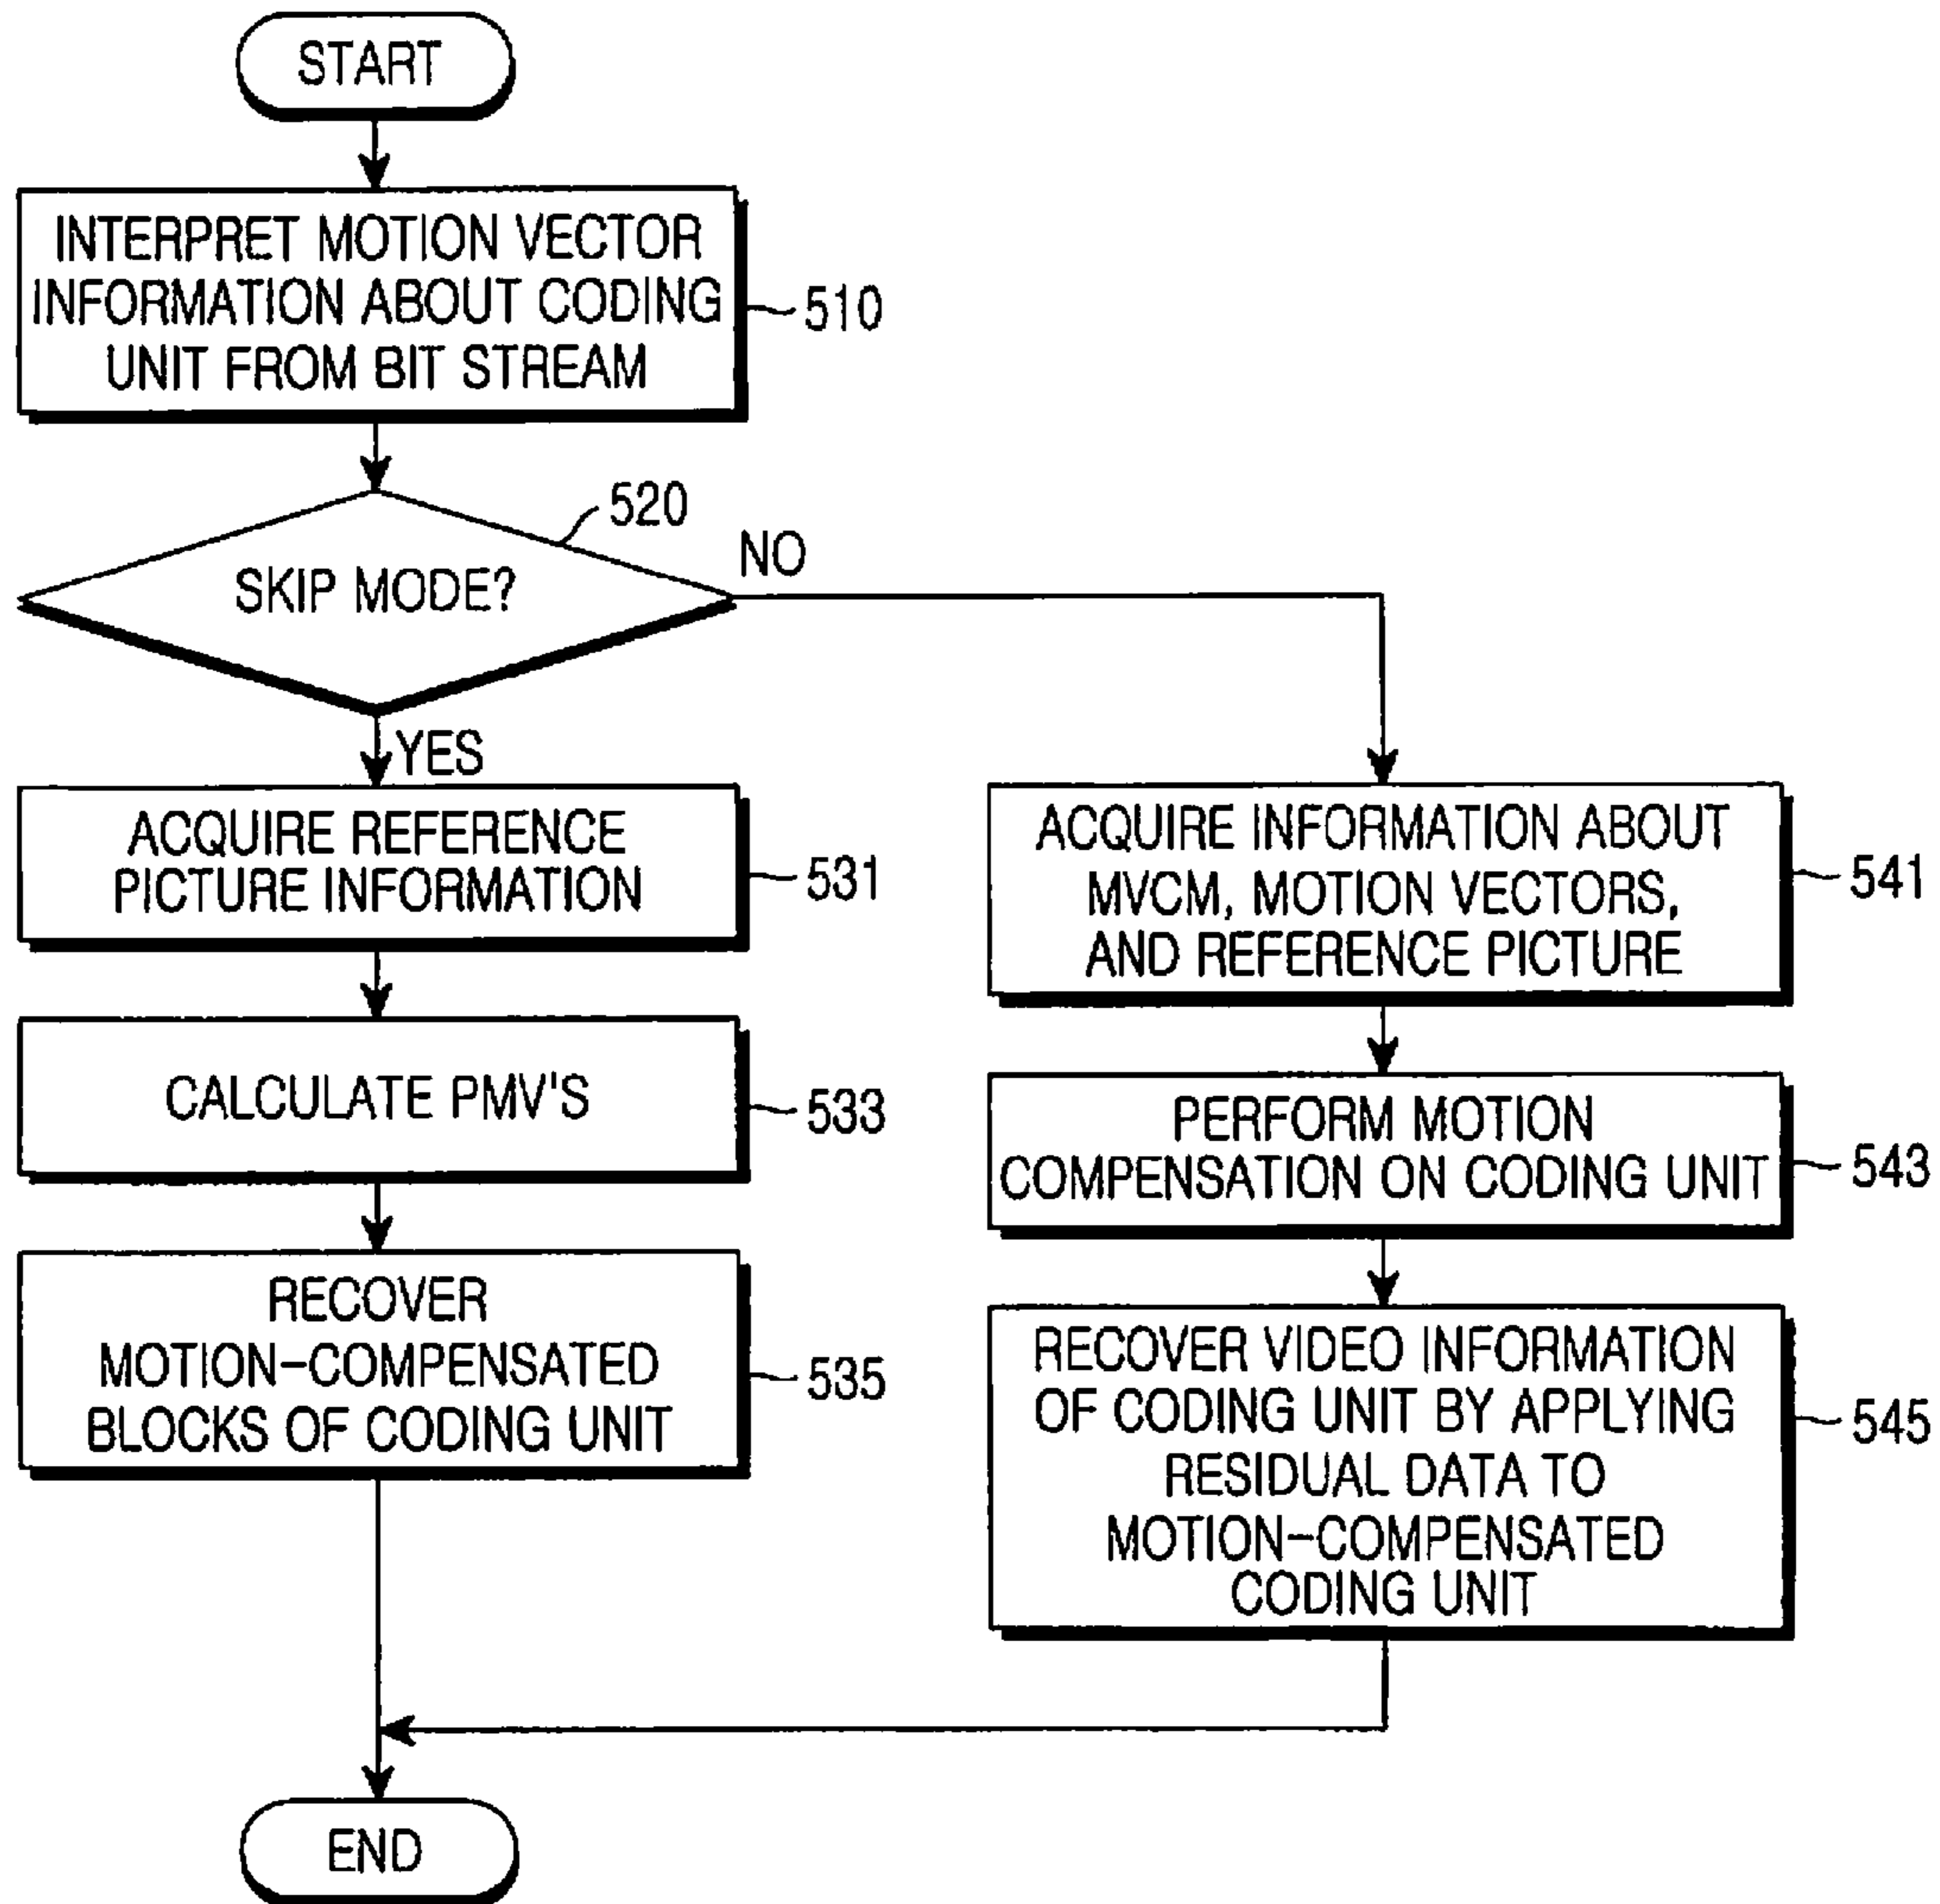 START
INTERPRET MOTION VECTOR
INFORMATION ABOUT CODING
UNIT FROM BIT STREAM
510
520
SKIP MODE?
NO
YES
ACQUIRE REFERENCE
PICTURE INFORMATION
531
CALCULATE PMV'S
533
RECOVER
MOTION-COMPENSATED
BLOCKS OF CODING UNIT
535
ACQUIRE INFORMATION ABOUT
MVCM, MOTION VECTORS,
AND REFERENCE PICTURE
541
PERFORM MOTION
COMPENSATION ON CODING UNIT
543
RECOVER VIDEO INFORMATION
OF CODING UNIT BY APPLYING
RESIDUAL DATA TO
MOTION-COMPENSATED
CODING UNIT
545
END